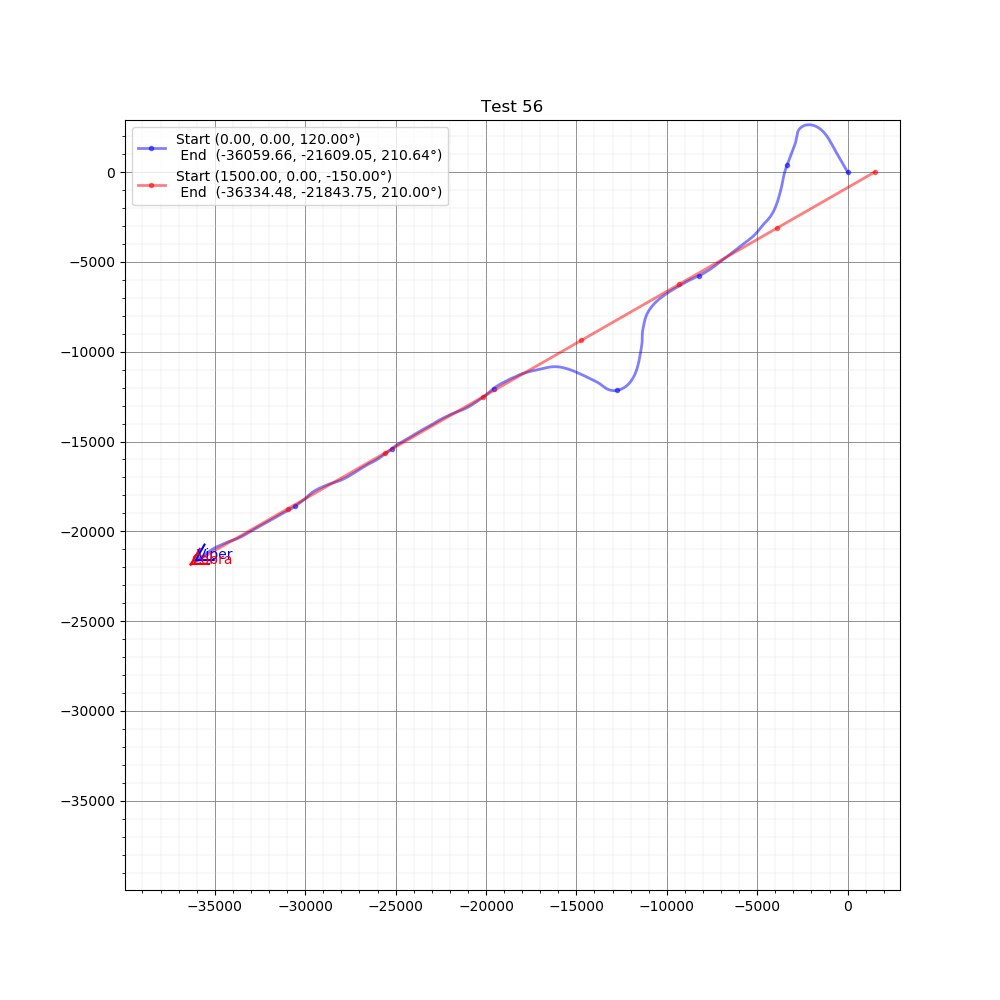 Test 56
Start (0.00, 0.00, 120.00°)
End (-36059.66, -21609.05, 210.64°)
Start (1500.00, 0.00, -150.00°)
End (-36334.48, -21843.75, 210.00°)
0
−5000
−10000
−15000
−20000
Viper
−25000
−30000
−35000
−35000 −30000 −25000 −20000 −15000 −10000 −5000 0